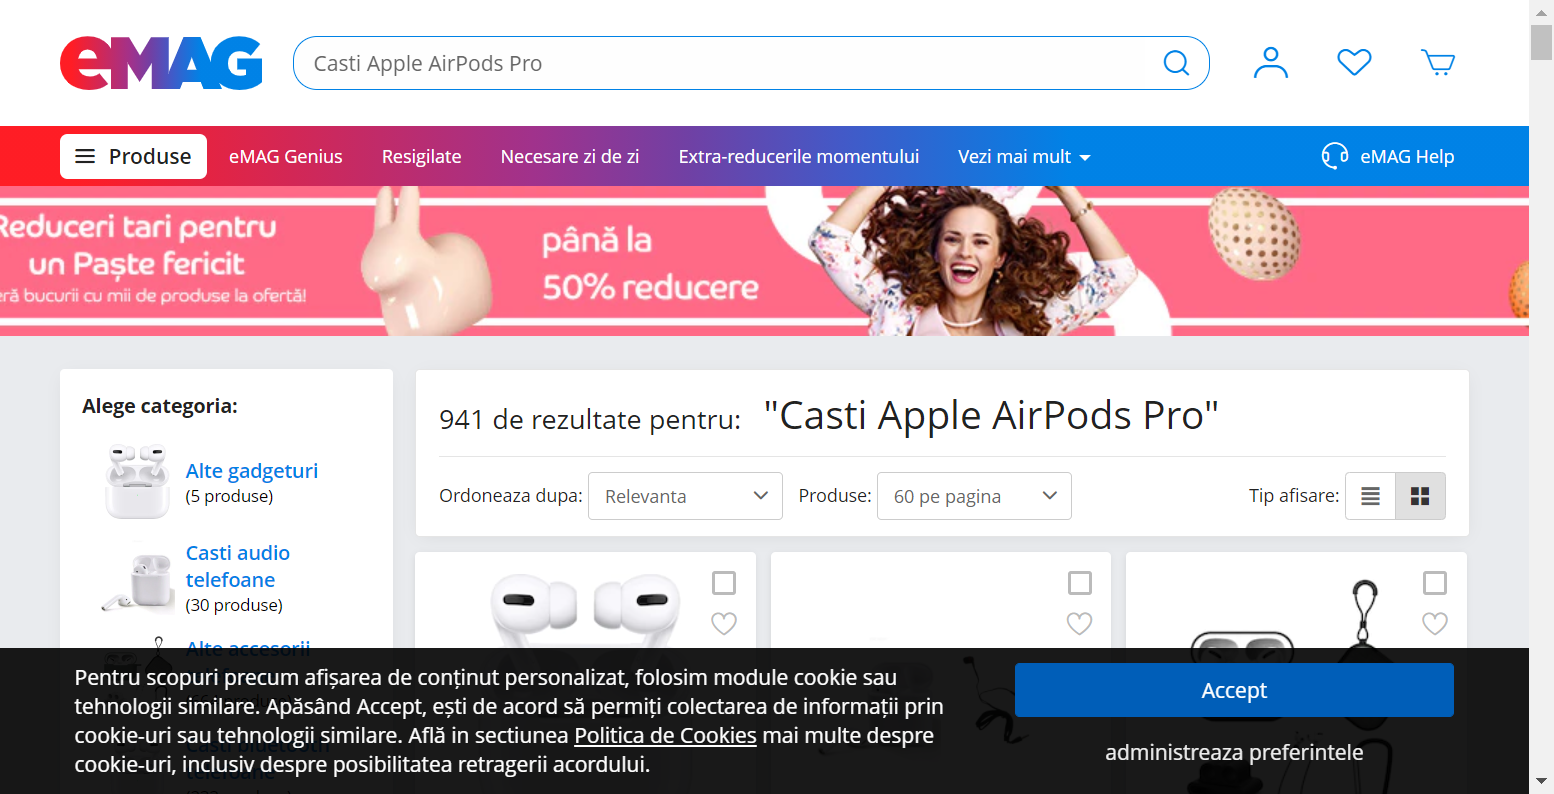 eMAG
Casti Apple AirPods Pro
Produse
eMAG Genius
Resigilate
Necesare zi de zi
Extra-reducerile momentului
Vezi mai mult
eMAG Help
Reduceri tari pentru
un Paște fericit
bucurii cu mii de produse la ofertă!
până la
50% reducere
Alege categoria:
Alte gadgeturi
(5 produse)
Casti audio
telefoane
(30 produse)
Alte accesorii
941 de rezultate pentru: "Casti Apple AirPods Pro"
Ordoneaza dupa: Relevanta
Produse: 60 pe pagina
Tip afisare:
Pentru scopuri precum afișarea de conținut personalizat, folosim module cookie sau
tehnologii similare. Apăsând Accept, ești de acord să permiți colectarea de informații prin
cookie-uri sau tehnologii similare. Află in sectiunea Politica de Cookies mai multe despre
cookie-uri, inclusiv despre posibilitatea retragerii acordului.
Accept
administreaza preferintele
Casti bluetooth
telefoane